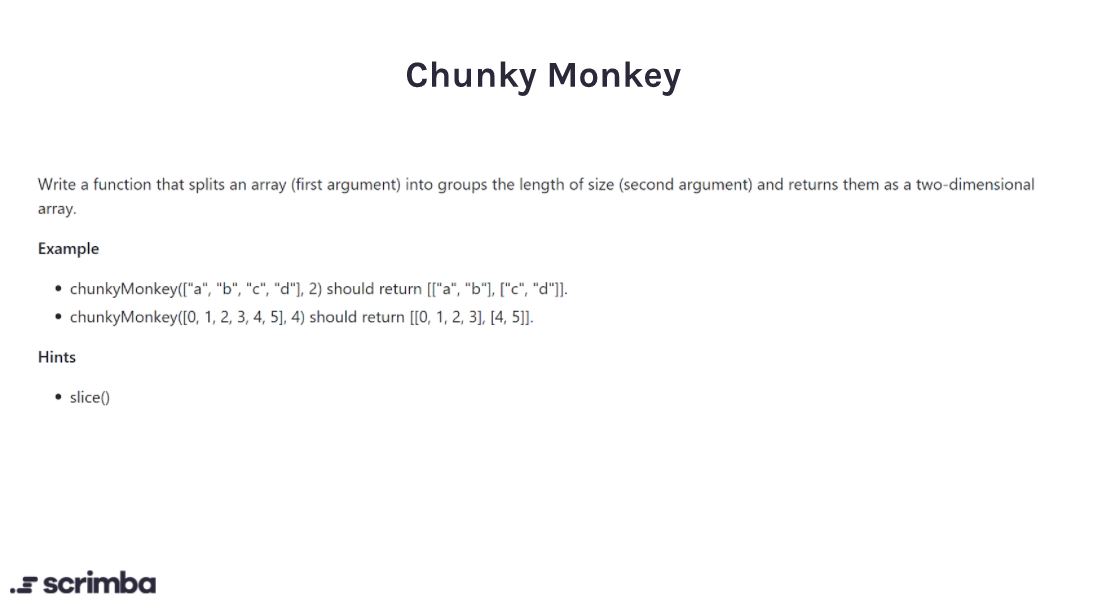 Chunky Monkey
Write a function that splits an array (first argument) into groups the length of size (second argument) and returns them as a two-dimensional
array.
Example
• chunkyMonkey(["a", "b", "c", "d"], 2) should return [["a", "b"], ["c", "d"]].
• chunkyMonkey([0, 1, 2, 3, 4, 5], 4) should return [[0, 1, 2, 3], [4, 5]].
Hints
• slice()
scrimba